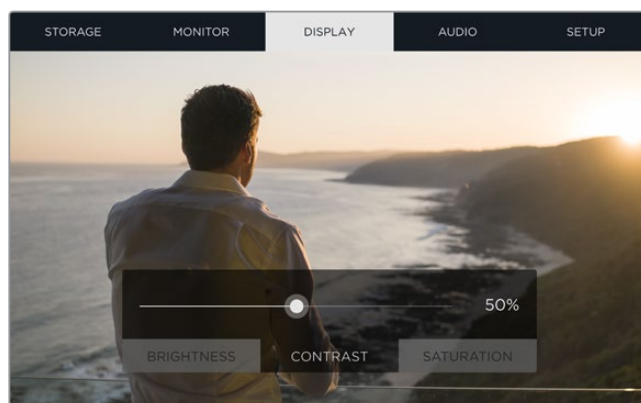 STORAGE MONITOR DISPLAY AUDIO SETUP
50%
BRIGHTNESS CONTRAST SATURATION